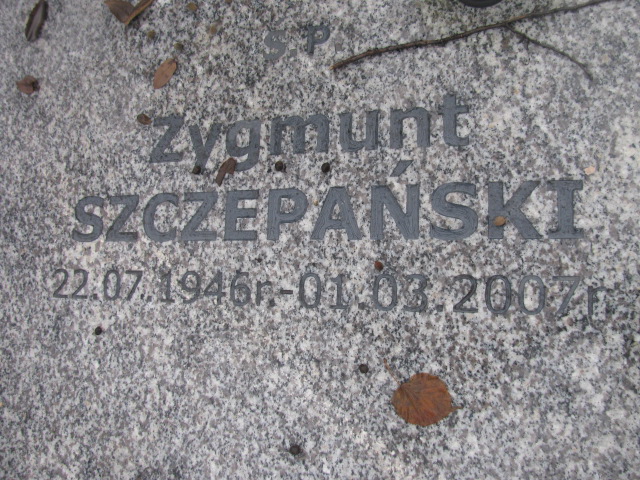 Ś.P.
Zygmunt
SZCZEPAŃSKI
22.07.1946r.-01.03.2007r.